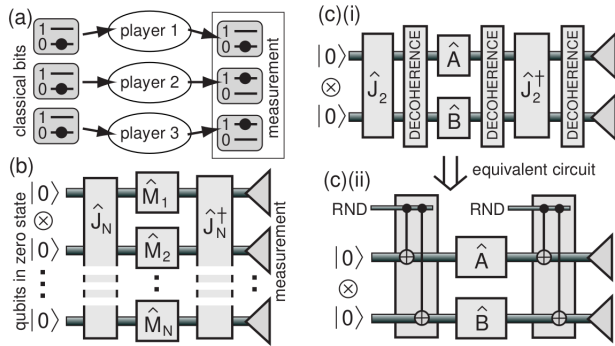 (a)
classical bits
1
0
player 1
1
0
1
0
player 2
1
0
1
0
player 3
1
0
measurement
(b)
qubits in zero state
|0⟩
⊗
|0⟩
|0⟩
Ĵ_N
M̂_1
M̂_2
M̂_N
Ĵ_N^†
measurement
(c)(i)
|0⟩
⊗
|0⟩
Ĵ_2
DECOHERENCE
Â
B̂
DECOHERENCE
Ĵ_2^†
DECOHERENCE
equivalent circuit
(c)(ii)
RND
RND
|0⟩
⊗
|0⟩
Â
B̂